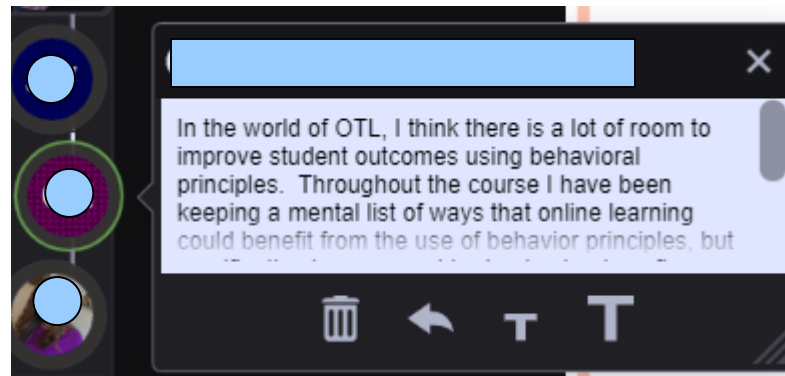 In the world of OTL, I think there is a lot of room to
improve student outcomes using behavioral
principles.  Throughout the course I have been
keeping a mental list of ways that online learning
could benefit from the use of behavior principles, but
T T